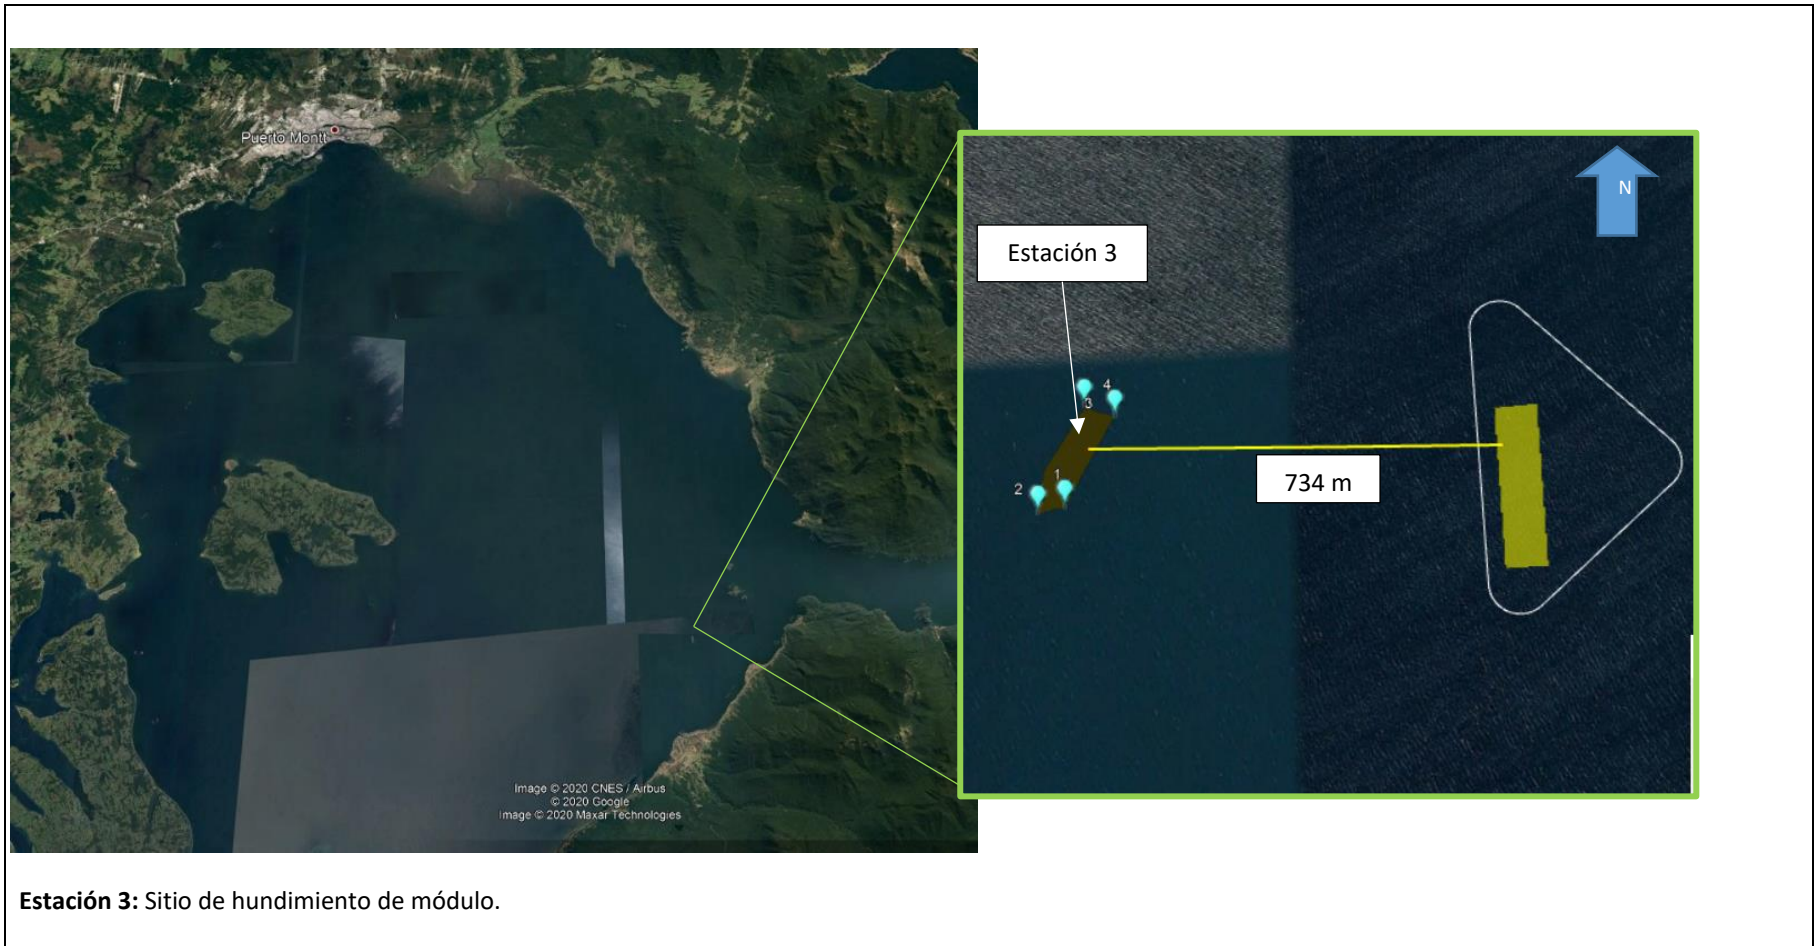 Puerto Montt
N
Estación 3
4
3
734 m
2
1
Image © 2020 CNES / Airbus
© 2020 Google
Image © 2020 Maxar Technologies
Estación 3: Sitio de hundimiento de módulo.